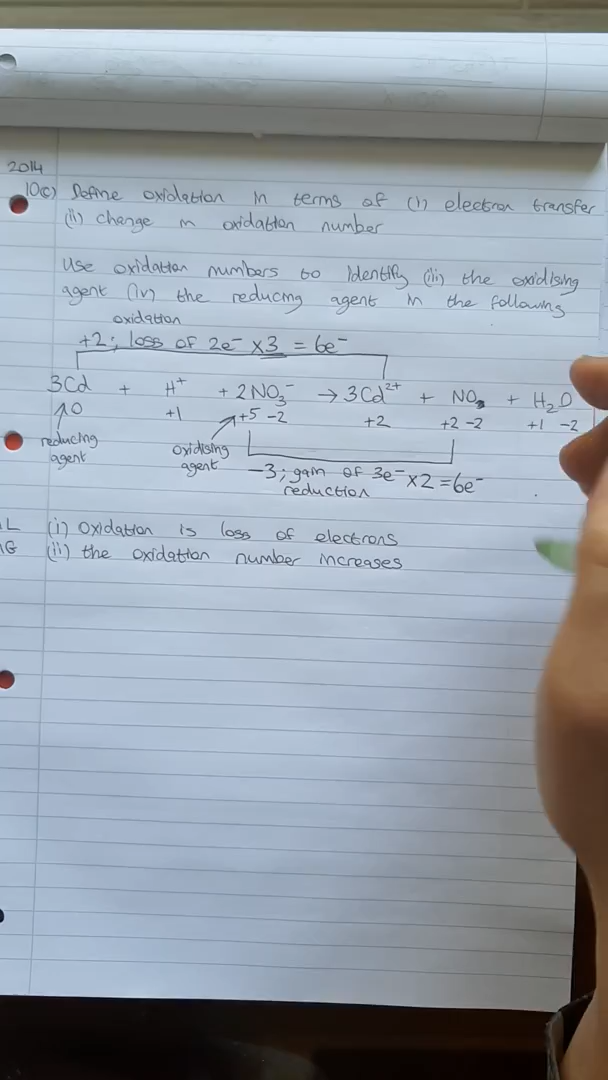 2014
10(c) Define oxidation in terms of (i) electron transfer
(ii) change in oxidation number
Use oxidation numbers to identify (iii) the oxidising
agent (iv) the reducing agent in the following
oxidation
+2; loss of 2e⁻ ×3 = 6e⁻
3Cd + H⁺ + 2NO₃⁻ → 3Cd²⁺ + NO + H₂O
0 +1 +5 -2 +2 +2 -2 +1 -2
reducing agent
oxidising agent
-3; gain of 3e⁻ ×2 = 6e⁻
reduction
L (i) Oxidation is loss of electrons
G (ii) the oxidation number increases